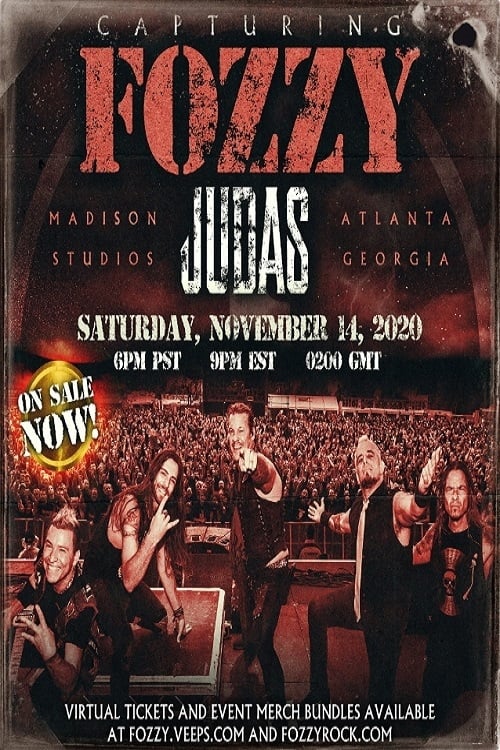 CAPTURING
FOZZY
JUDAS
MADISON
STUDIOS
ATLANTA
GEORGIA
SATURDAY, NOVEMBER 14, 2020
6PM PST 9PM EST 0200 GMT
ON SALE
NOW!
VIRTUAL TICKETS AND EVENT MERCH BUNDLES AVAILABLE
AT FOZZY.VEEPS.COM AND FOZZYROCK.COM